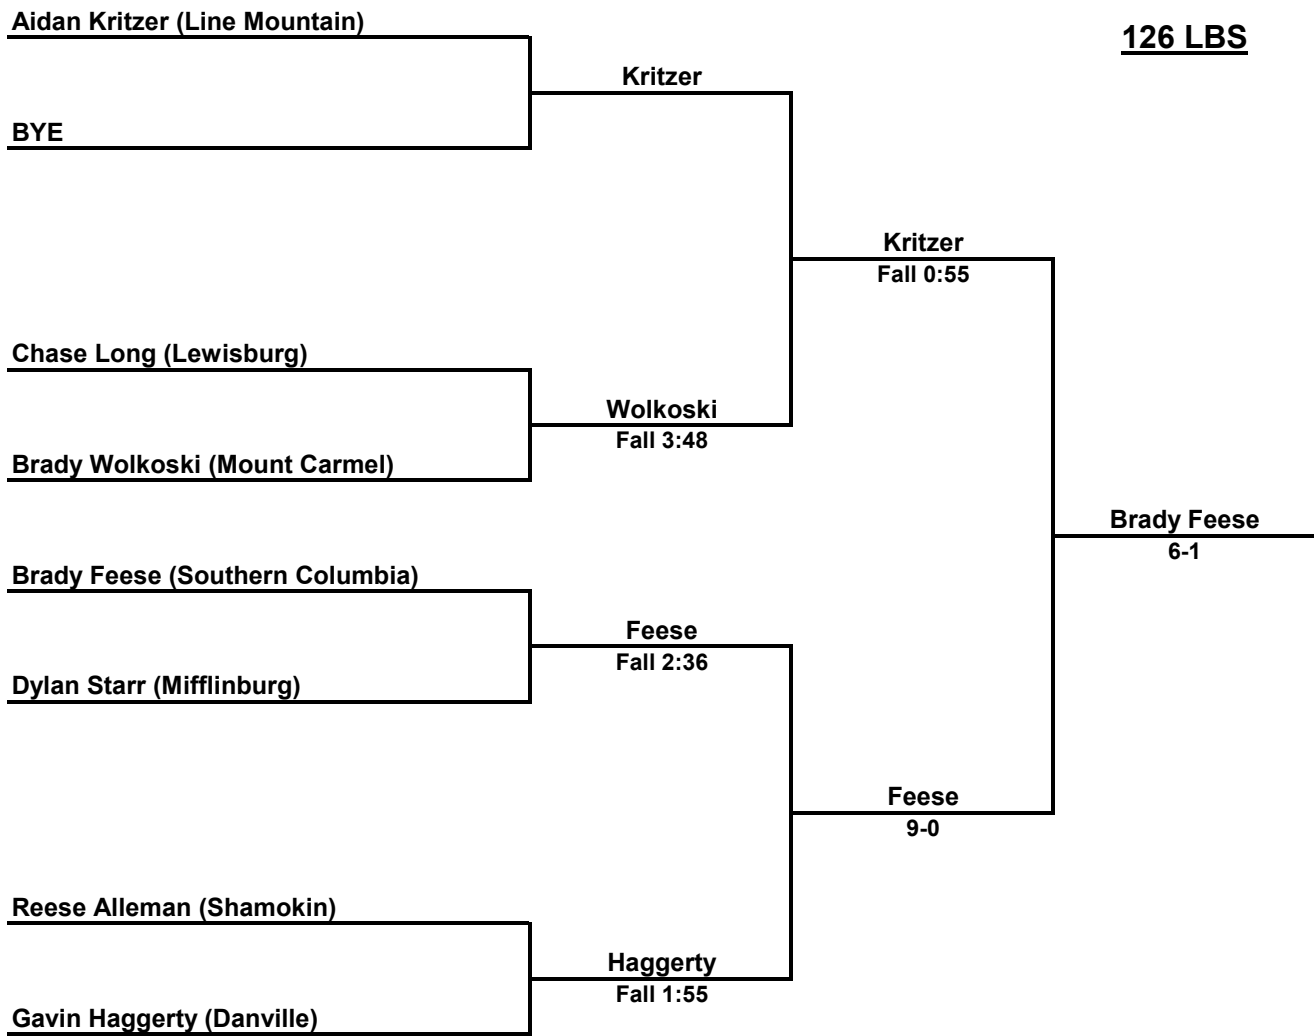 Aidan Kritzer (Line Mountain)
126 LBS
Kritzer
BYE
Kritzer
Fall 0:55
Chase Long (Lewisburg)
Wolkoski
Fall 3:48
Brady Wolkoski (Mount Carmel)
Brady Feese
6-1
Brady Feese (Southern Columbia)
Feese
Fall 2:36
Dylan Starr (Mifflinburg)
Feese
9-0
Reese Alleman (Shamokin)
Haggerty
Fall 1:55
Gavin Haggerty (Danville)